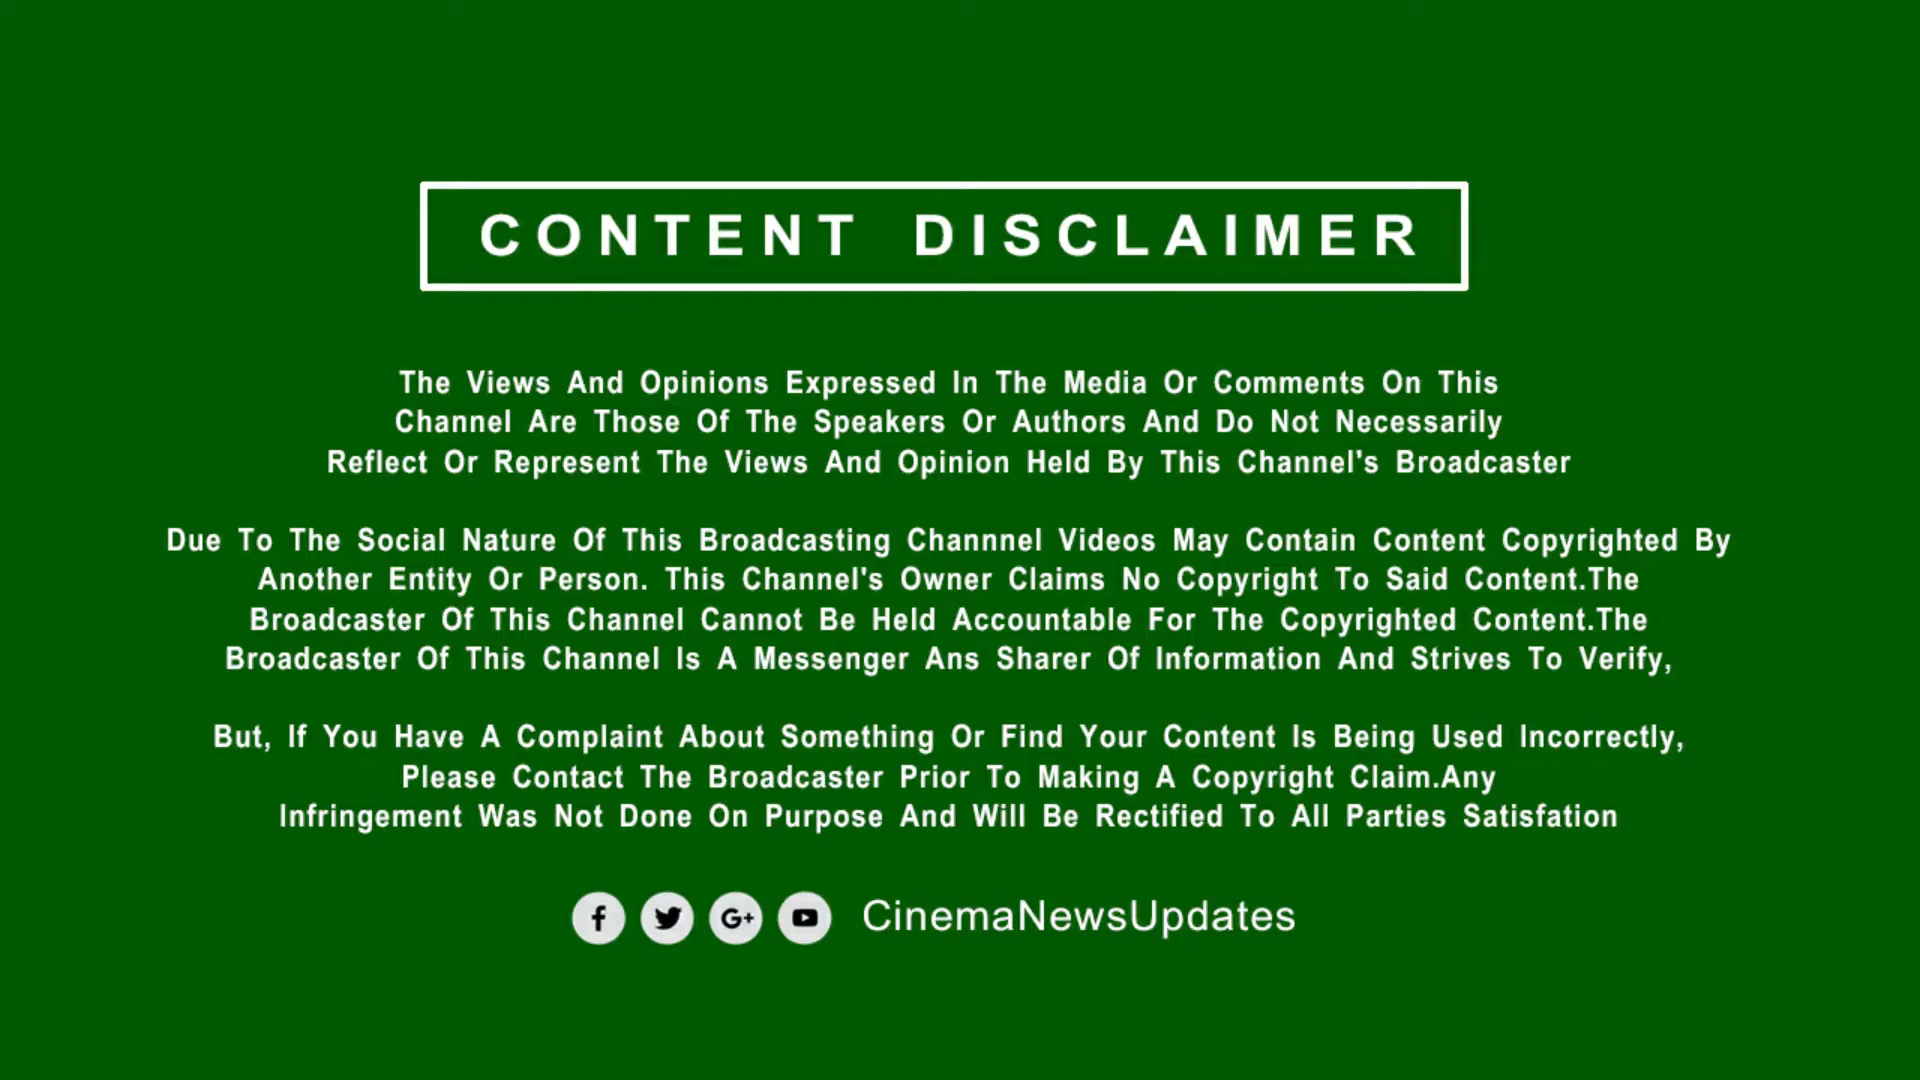 CONTENT DISCLAIMER
The Views And Opinions Expressed In The Media Or Comments On This
Channel Are Those Of The Speakers Or Authors And Do Not Necessarily
Reflect Or Represent The Views And Opinion Held By This Channel's Broadcaster
Due To The Social Nature Of This Broadcasting Channnel Videos May Contain Content Copyrighted By
Another Entity Or Person. This Channel's Owner Claims No Copyright To Said Content.The
Broadcaster Of This Channel Cannot Be Held Accountable For The Copyrighted Content.The
Broadcaster Of This Channel Is A Messenger Ans Sharer Of Information And Strives To Verify,
But, If You Have A Complaint About Something Or Find Your Content Is Being Used Incorrectly,
Please Contact The Broadcaster Prior To Making A Copyright Claim.Any
Infringement Was Not Done On Purpose And Will Be Rectified To All Parties Satisfation
f G+ CinemaNewsUpdates